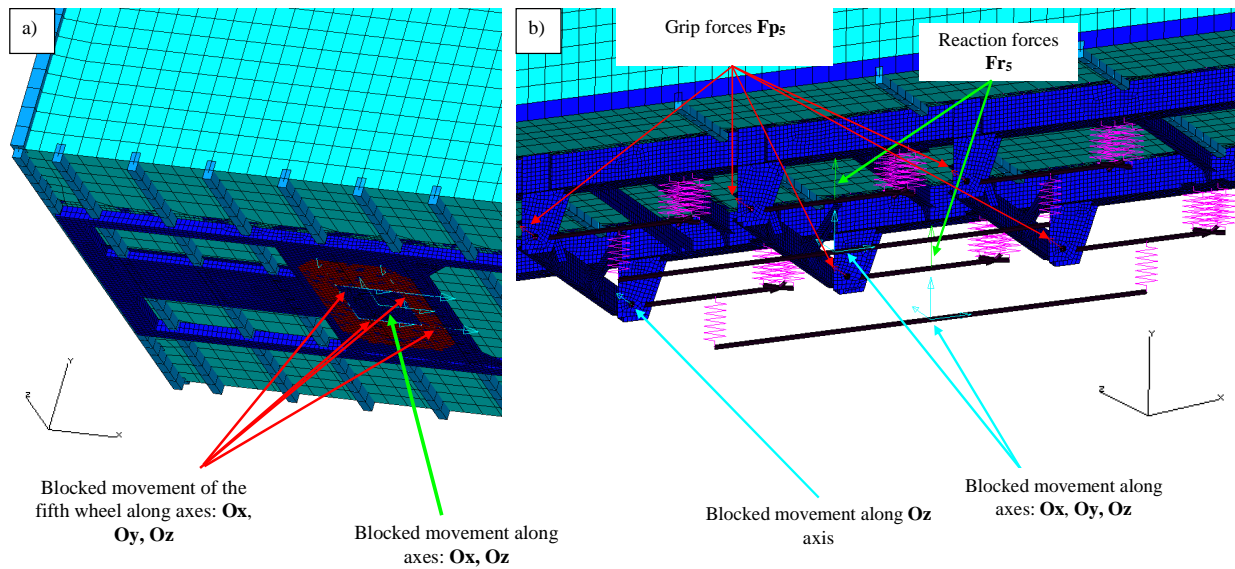 a)
Y
Z
X
Blocked movement of the
fifth wheel along axes: Ox,
Oy, Oz
Blocked movement along
axes: Ox, Oz
b)
Grip forces Fp5
Reaction forces
Fr5
Y
Z
X
Blocked movement along Oz
axis
Blocked movement along
axes: Ox, Oy, Oz